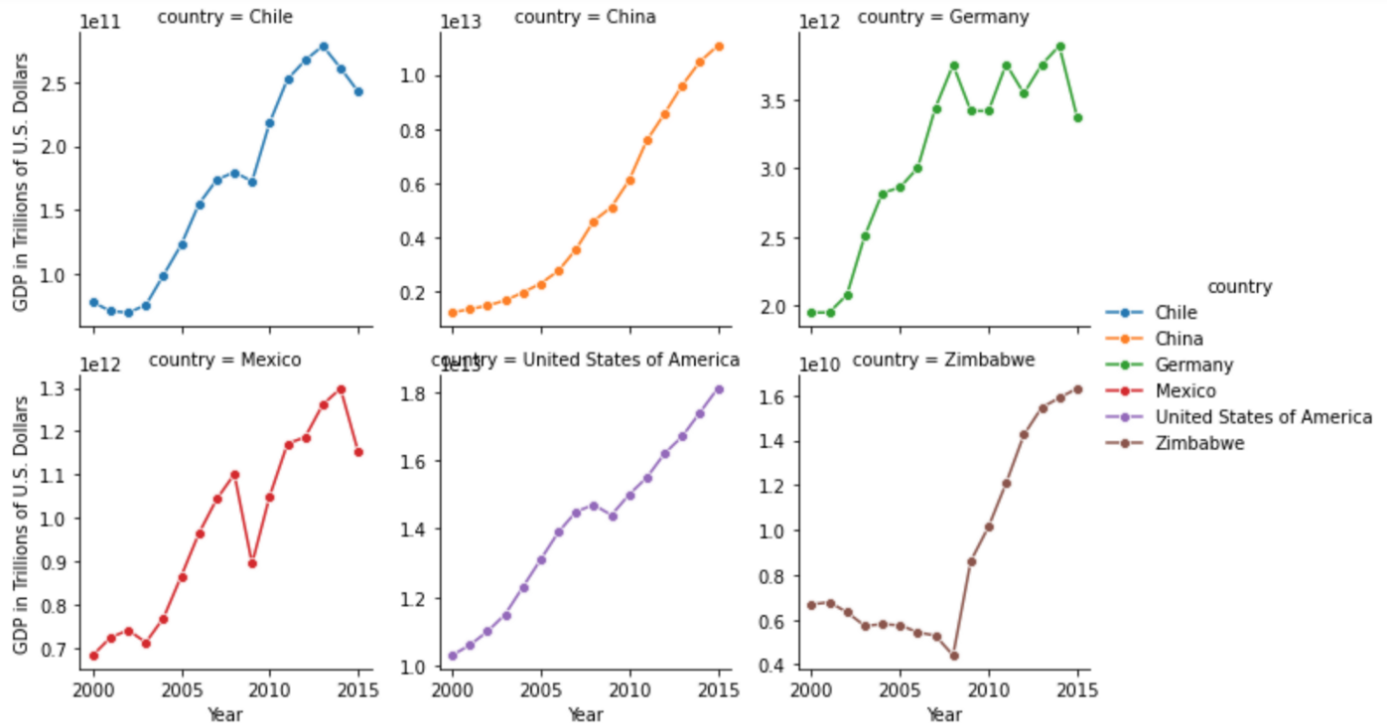 1e11 country = Chile
2.5
2.0
1.5
1.0
GDP in Trillions of U.S. Dollars
1e13 country = China
1.0
0.8
0.6
0.4
0.2
1e12 country = Germany
3.5
3.0
2.5
2.0
1e12 country = Mexico
1.3
1.2
1.1
1.0
0.9
0.8
0.7
GDP in Trillions of U.S. Dollars
2000 2005 2010 2015
Year
1e13 country = United States of America
1.8
1.6
1.4
1.2
1.0
2000 2005 2010 2015
Year
1e10 country = Zimbabwe
1.6
1.4
1.2
1.0
0.8
0.6
0.4
2000 2005 2010 2015
Year
country
Chile
China
Germany
Mexico
United States of America
Zimbabwe